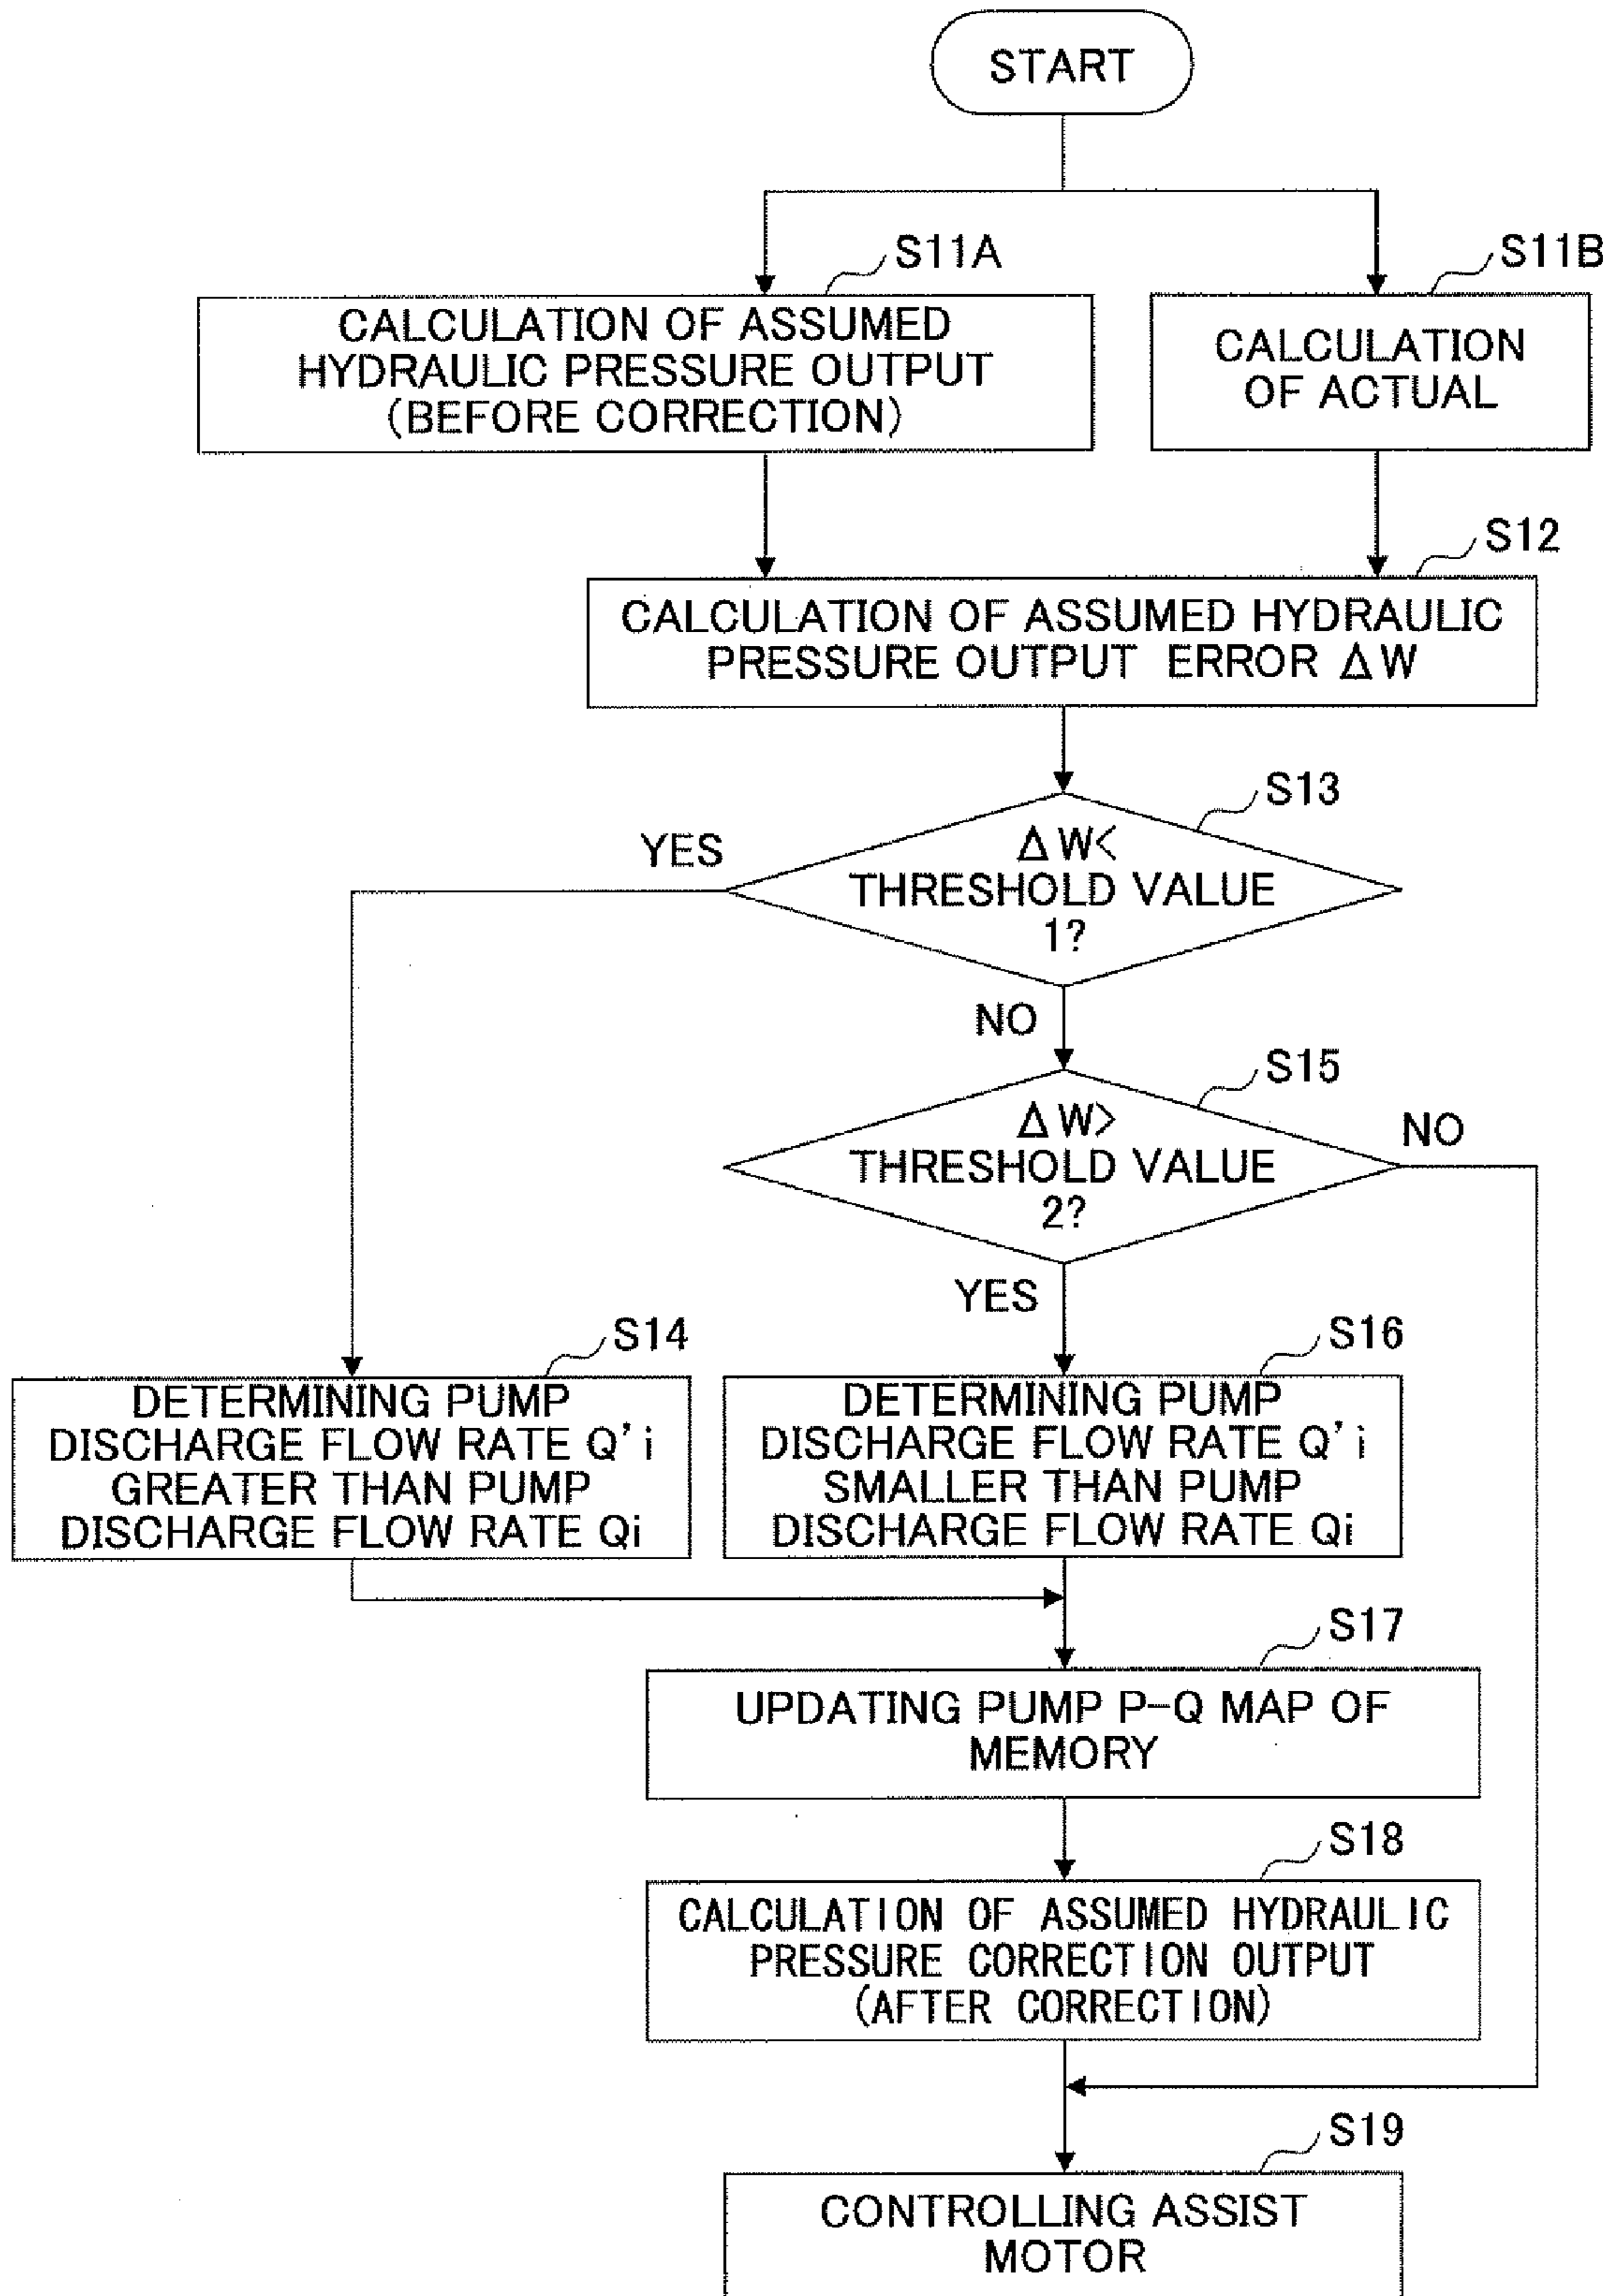 START
S11A
CALCULATION OF ASSUMED
HYDRAULIC PRESSURE OUTPUT
(BEFORE CORRECTION)
S11B
CALCULATION
OF ACTUAL
S12
CALCULATION OF ASSUMED HYDRAULIC
PRESSURE OUTPUT ERROR ΔW
S13
ΔW<
THRESHOLD VALUE
1?
YES
NO
S15
ΔW>
THRESHOLD VALUE
2?
NO
YES
S14
DETERMINING PUMP
DISCHARGE FLOW RATE Q'i
GREATER THAN PUMP
DISCHARGE FLOW RATE Qi
S16
DETERMINING PUMP
DISCHARGE FLOW RATE Q'i
SMALLER THAN PUMP
DISCHARGE FLOW RATE Qi
S17
UPDATING PUMP P-Q MAP OF
MEMORY
S18
CALCULATION OF ASSUMED HYDRAULIC
PRESSURE CORRECTION OUTPUT
(AFTER CORRECTION)
S19
CONTROLLING ASSIST
MOTOR